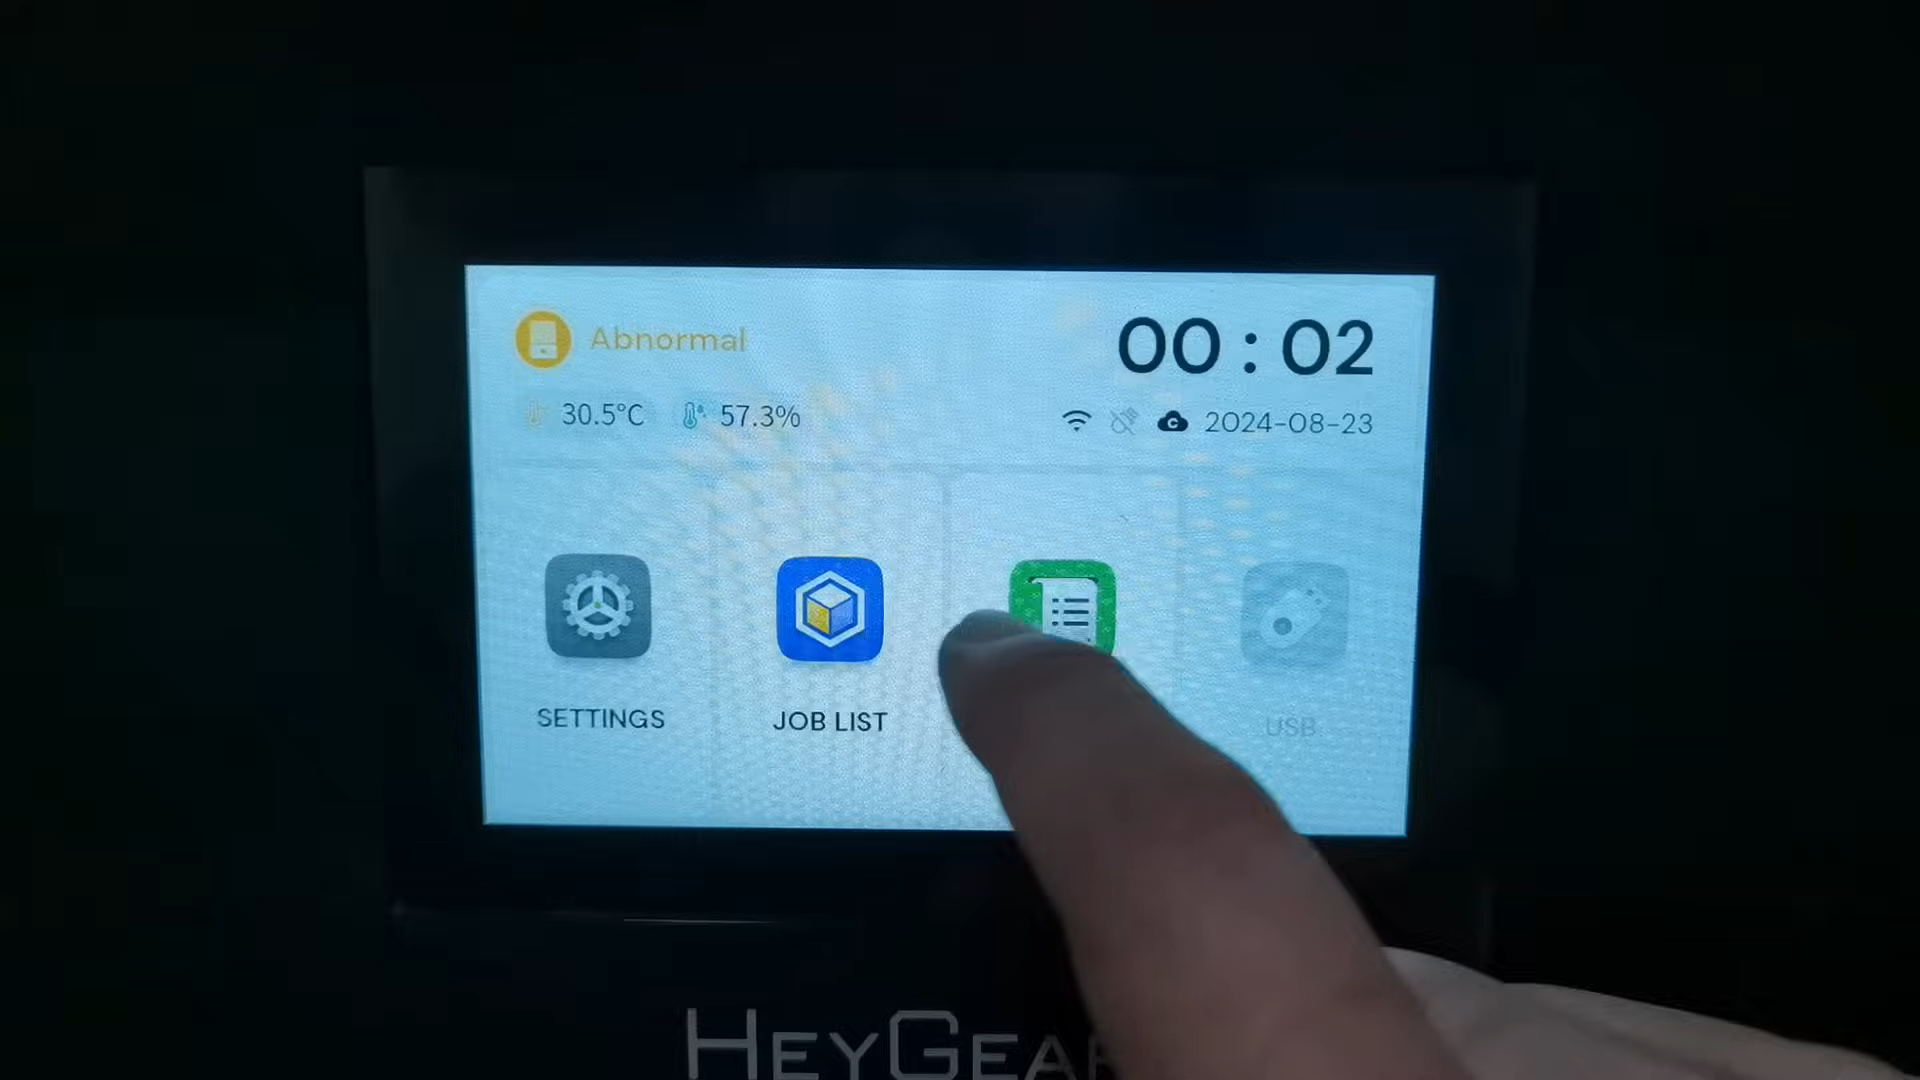 Abnormal
00 : 02
30.5°C 57.3%
2024-08-23
SETTINGS
JOB LIST
USB
HEYGEA